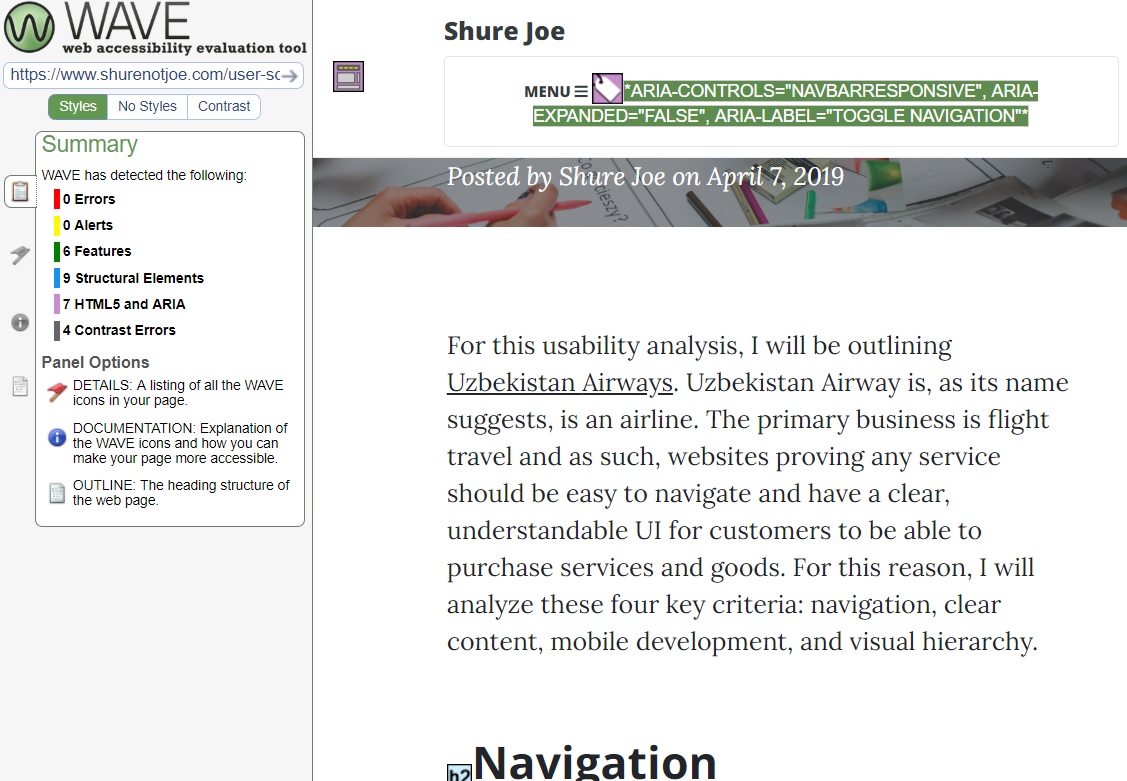 WAVE
web accessibility evaluation tool
https://www.shurenotjoe.com/user-sc
Styles No Styles Contrast
Summary
WAVE has detected the following:
0 Errors
0 Alerts
6 Features
9 Structural Elements
7 HTML5 and ARIA
4 Contrast Errors
Panel Options
DETAILS: A listing of all the WAVE
icons in your page.
DOCUMENTATION: Explanation of
the WAVE icons and how you can
make your page more accessible.
OUTLINE: The heading structure of
the web page.
Shure Joe
MENU ☰ *ARIA-CONTROLS="NAVBARRESPONSIVE", ARIA-
EXPANDED="FALSE", ARIA-LABEL="TOGGLE NAVIGATION"*
Posted by Shure Joe on April 7, 2019
For this usability analysis, I will be outlining
Uzbekistan Airways. Uzbekistan Airway is, as its name
suggests, is an airline. The primary business is flight
travel and as such, websites proving any service
should be easy to navigate and have a clear,
understandable UI for customers to be able to
purchase services and goods. For this reason, I will
analyze these four key criteria: navigation, clear
content, mobile development, and visual hierarchy.
h2 Navigation